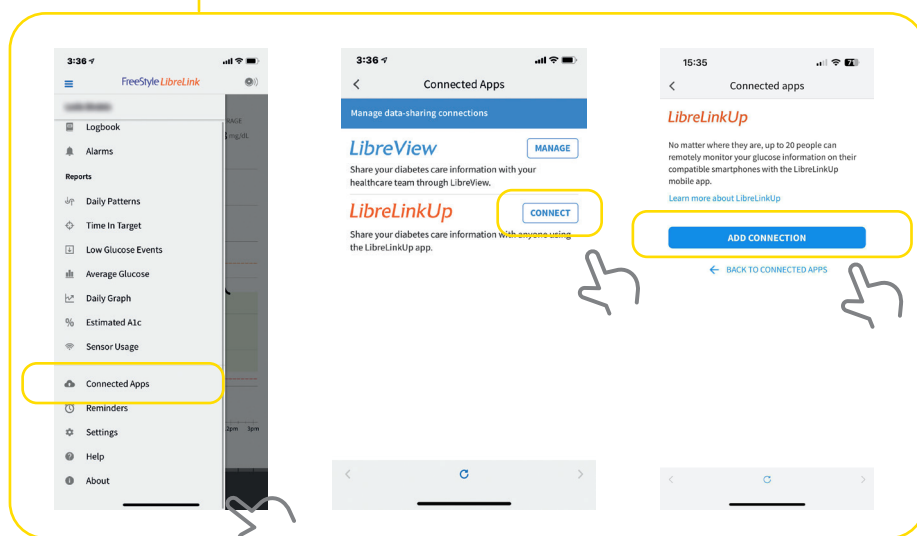 3:36
FreeStyle LibreLink
Logbook
Alarms
Reports
Daily Patterns
Time In Target
Low Glucose Events
Average Glucose
Daily Graph
% Estimated A1c
Sensor Usage
Connected Apps
Reminders
Settings
Help
About
mg/dL
2pm 3pm
3:36
Connected Apps
Manage data-sharing connections
LibreView
MANAGE
Share your diabetes care information with your
healthcare team through LibreView.
LibreLinkUp
CONNECT
Share your diabetes care information with anyone using
the LibreLinkUp app.
15:35
71
Connected apps
LibreLinkUp
No matter where they are, up to 20 people can
remotely monitor your glucose information on their
compatible smartphones with the LibreLinkUp
mobile app.
Learn more about LibreLinkUp
ADD CONNECTION
BACK TO CONNECTED APPS